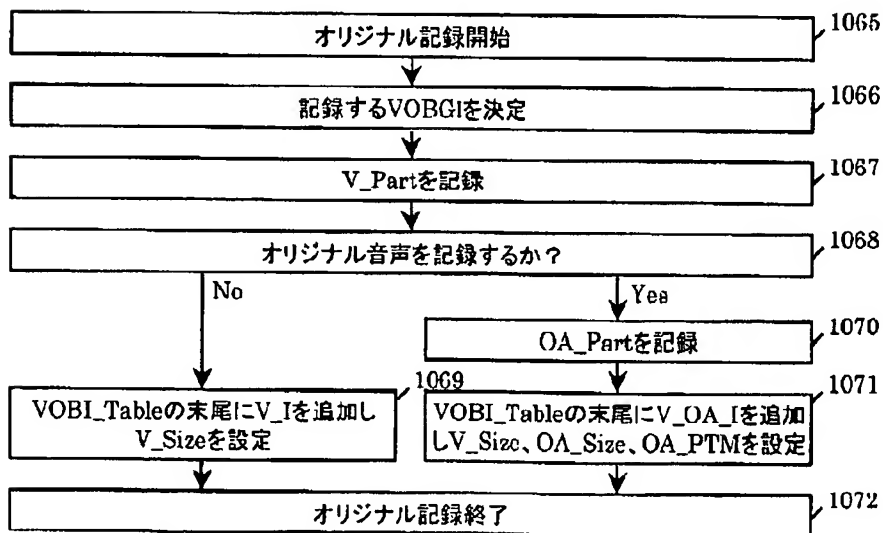 オリジナル記録開始
1065
記録するVOBGIを決定
1066
V_Partを記録
1067
オリジナル音声を記録するか？
1068
No
Yes
OA_Partを記録
1070
1069
1071
VOBI_Tableの末尾にV_Iを追加し
V_Sizeを設定
VOBI_Tableの末尾にV_OA_Iを追加
しV_Size、OA_Size、OA_PTMを設定
オリジナル記録終了
1072